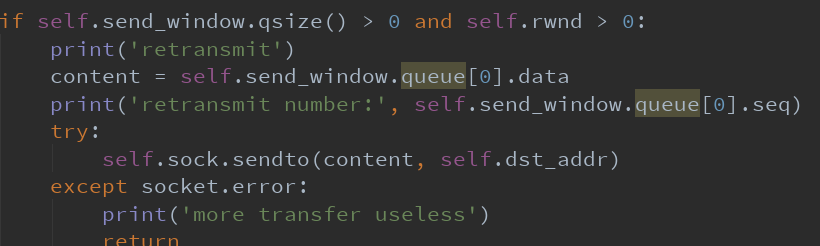 if self.send_window.qsize() > 0 and self.rwnd > 0:
print('retransmit')
content = self.send_window.queue[0].data
print('retransmit number:', self.send_window.queue[0].seq)
try:
self.sock.sendto(content, self.dst_addr)
except socket.error:
print('more transfer useless')
return